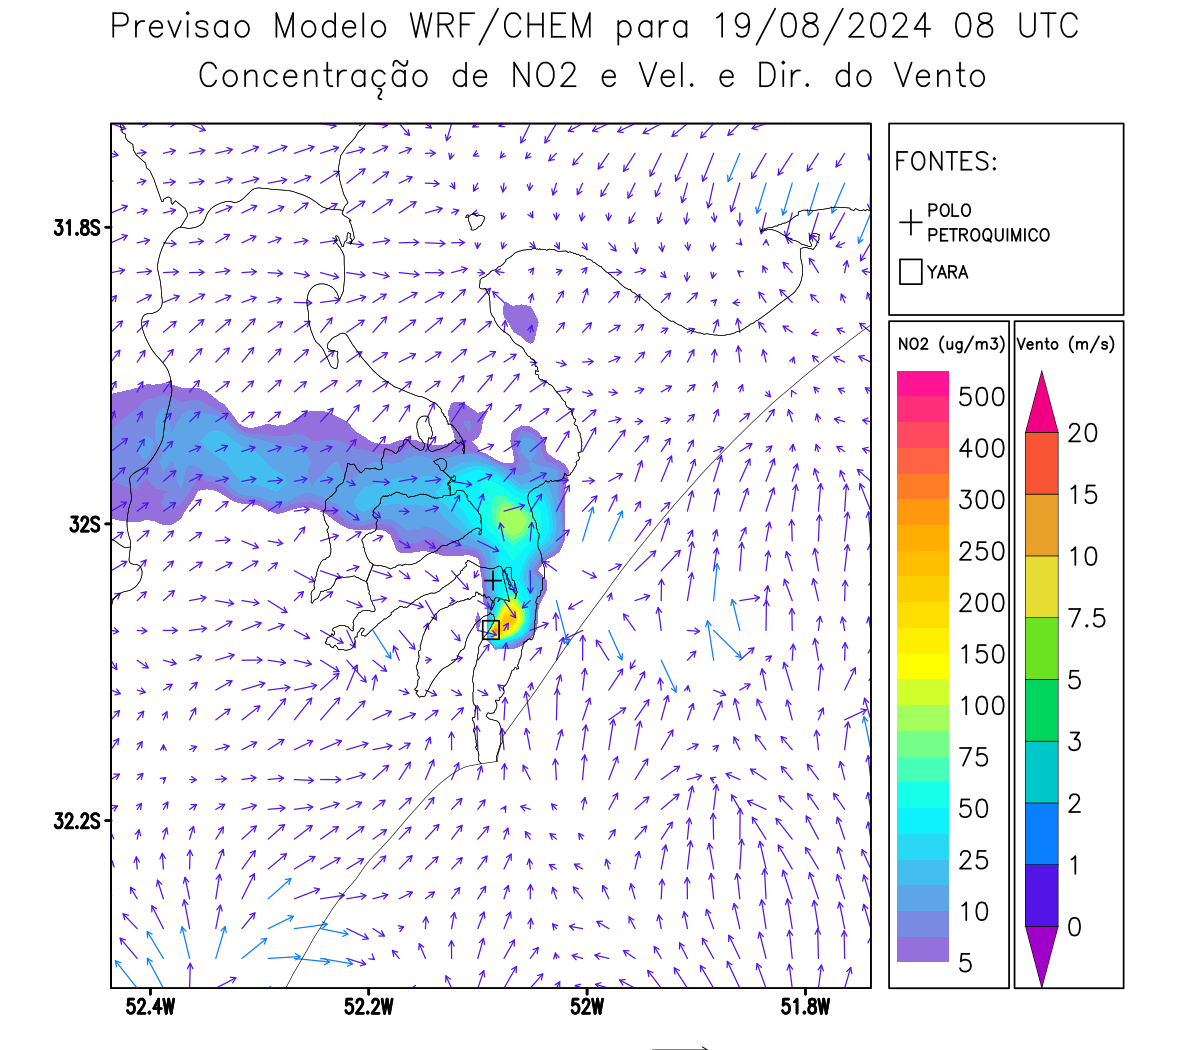 Previsao Modelo WRF/CHEM para 19/08/2024 08 UTC
Concentração de NO2 e Vel. e Dir. do Vento
FONTES:
POLO
PETROQUIMICO
YARA
NO2 (ug/m3)
500
400
300
250
200
150
100
75
50
25
10
5
Vento (m/s)
20
15
10
7.5
5
3
2
1
0
31.8S
32S
32.2S
52.4W 52.2W 52W 51.8W